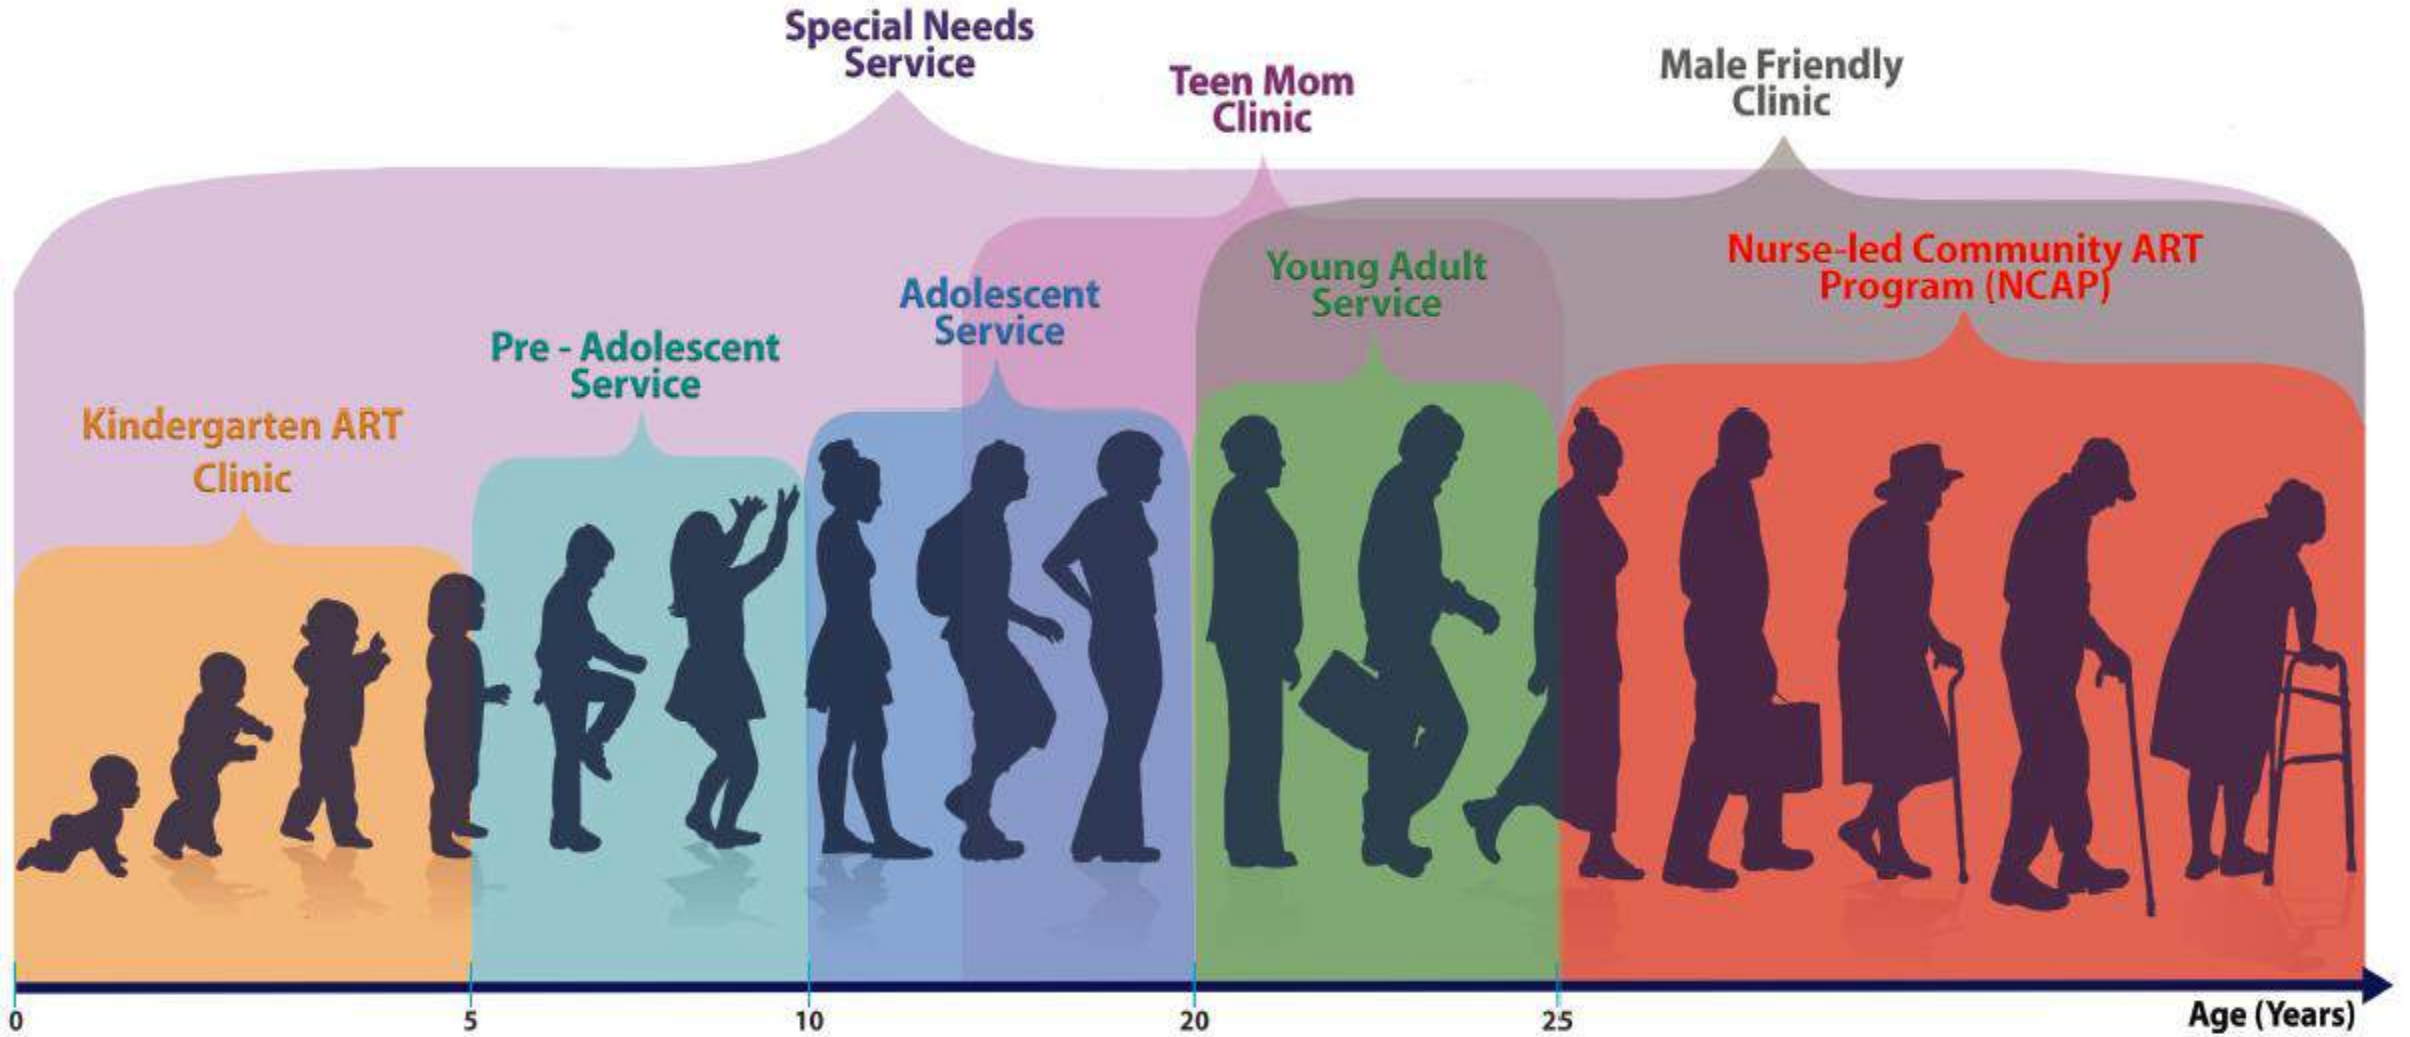 Special Needs
Service
Teen Mom
Clinic
Male Friendly
Clinic
Kindergarten ART
Clinic
Pre - Adolescent
Service
Adolescent
Service
Young Adult
Service
Nurse-led Community ART
Program (NCAP)
0
5
10
20
25
Age (Years)